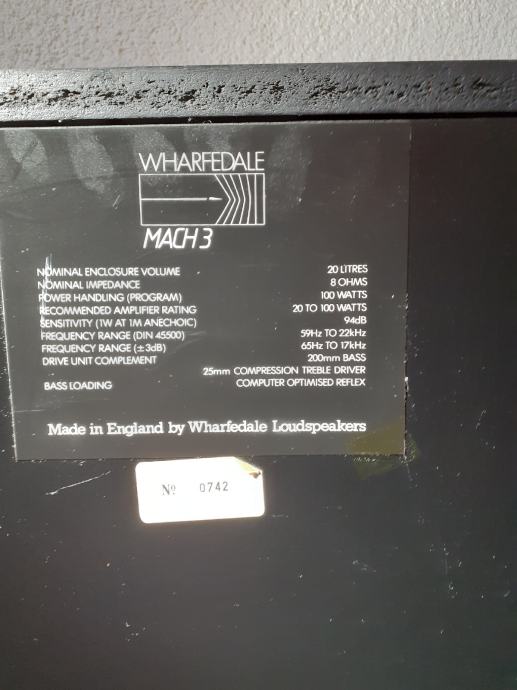 WHARFEDALE
MACH 3
NOMINAL ENCLOSURE VOLUME 20 LITRES
NOMINAL IMPEDANCE 8 OHMS
POWER HANDLING (PROGRAM) 100 WATTS
RECOMMENDED AMPLIFIER RATING 20 TO 100 WATTS
SENSITIVITY (1W AT 1M ANECHOIC) 94dB
FREQUENCY RANGE (DIN 45500) 59Hz TO 22kHz
FREQUENCY RANGE (±3dB) 65Hz TO 17kHz
DRIVE UNIT COMPLEMENT 200mm BASS
25mm COMPRESSION TREBLE DRIVER
BASS LOADING COMPUTER OPTIMISED REFLEX
Made in England by Wharfedale Loudspeakers
Nº 0742